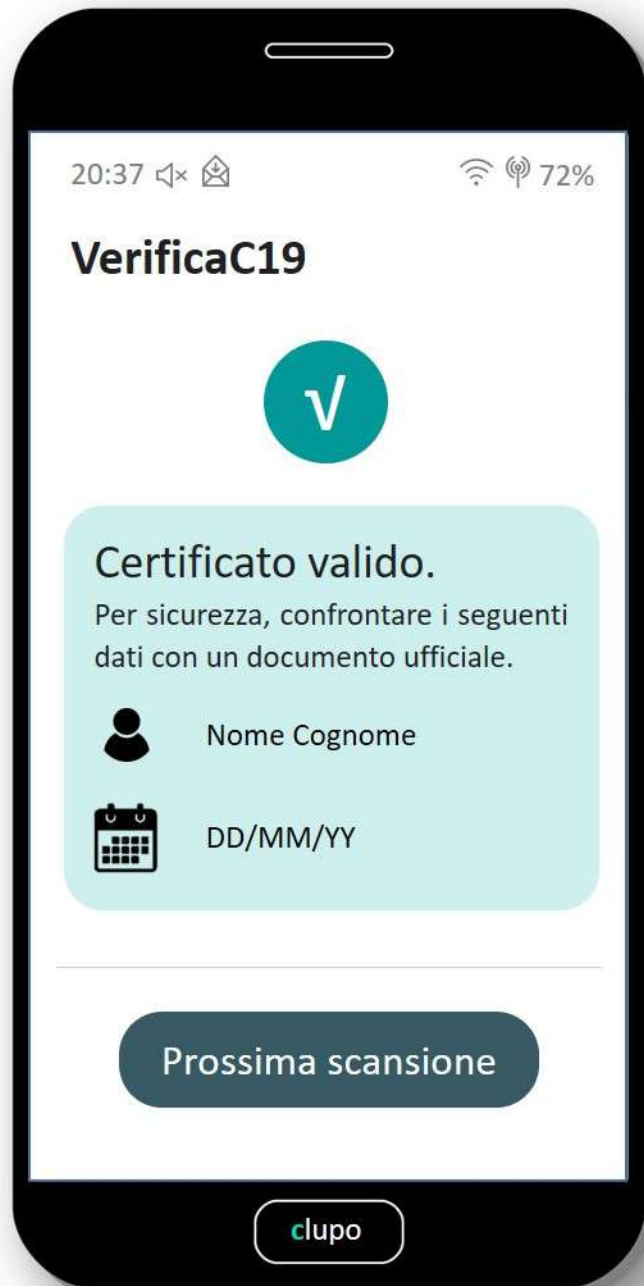 20:37 72%
VerificaC19
√
Certificato valido.
Per sicurezza, confrontare i seguenti
dati con un documento ufficiale.
Nome Cognome
DD/MM/YY
Prossima scansione
clupo